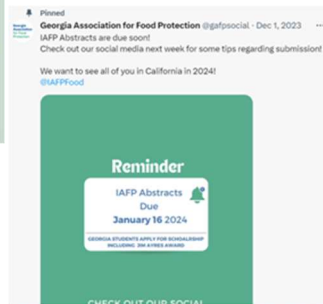 Pinned
Georgia Association for Food Protection @gafpsocial · Dec 1, 2023 ...
IAFP Abstracts are due soon!
Check out our social media next week for some tips regarding submission!
We want to see all of you in California in 2024!
@IAFPFood
Reminder
IAFP Abstracts
Due
January 16 2024
GEORGIA STUDENTS APPLY FOR SCHOALRSHIP
INCLUDING JIM AYRES AWARD
CHECK OUT OUR SOCIAL